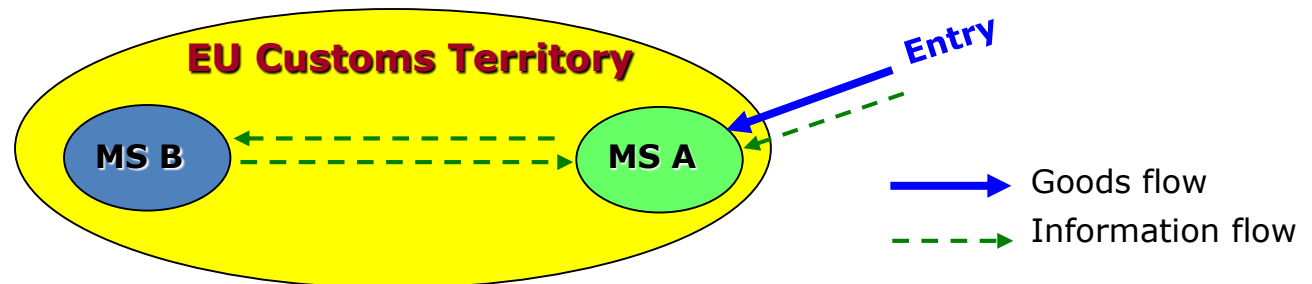 Entry
EU Customs Territory
MS B
MS A
Goods flow
Information flow